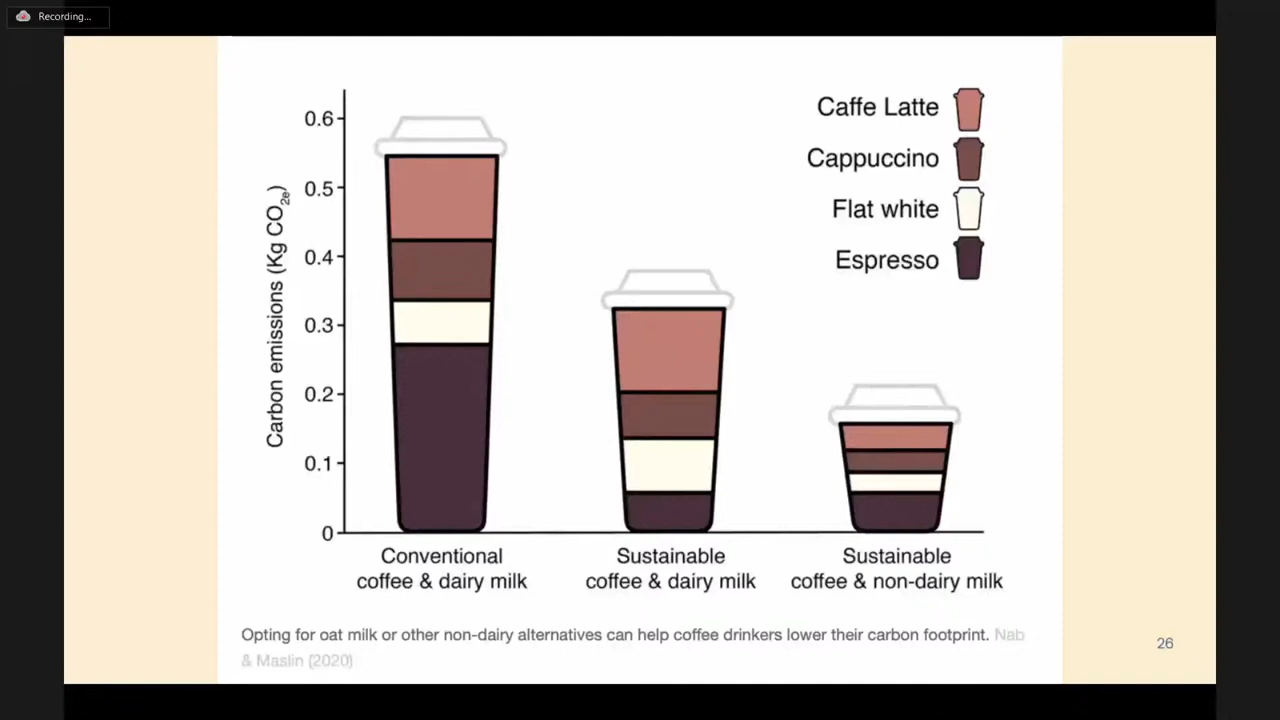 Recording...
Caffe Latte
Cappuccino
Flat white
Espresso
Carbon emissions (Kg CO2e)
0.6
0.5
0.4
0.3
0.2
0.1
0
Conventional
coffee & dairy milk
Sustainable
coffee & dairy milk
Sustainable
coffee & non-dairy milk
Opting for oat milk or other non-dairy alternatives can help coffee drinkers lower their carbon footprint. Nab
& Maslin (2020)
26